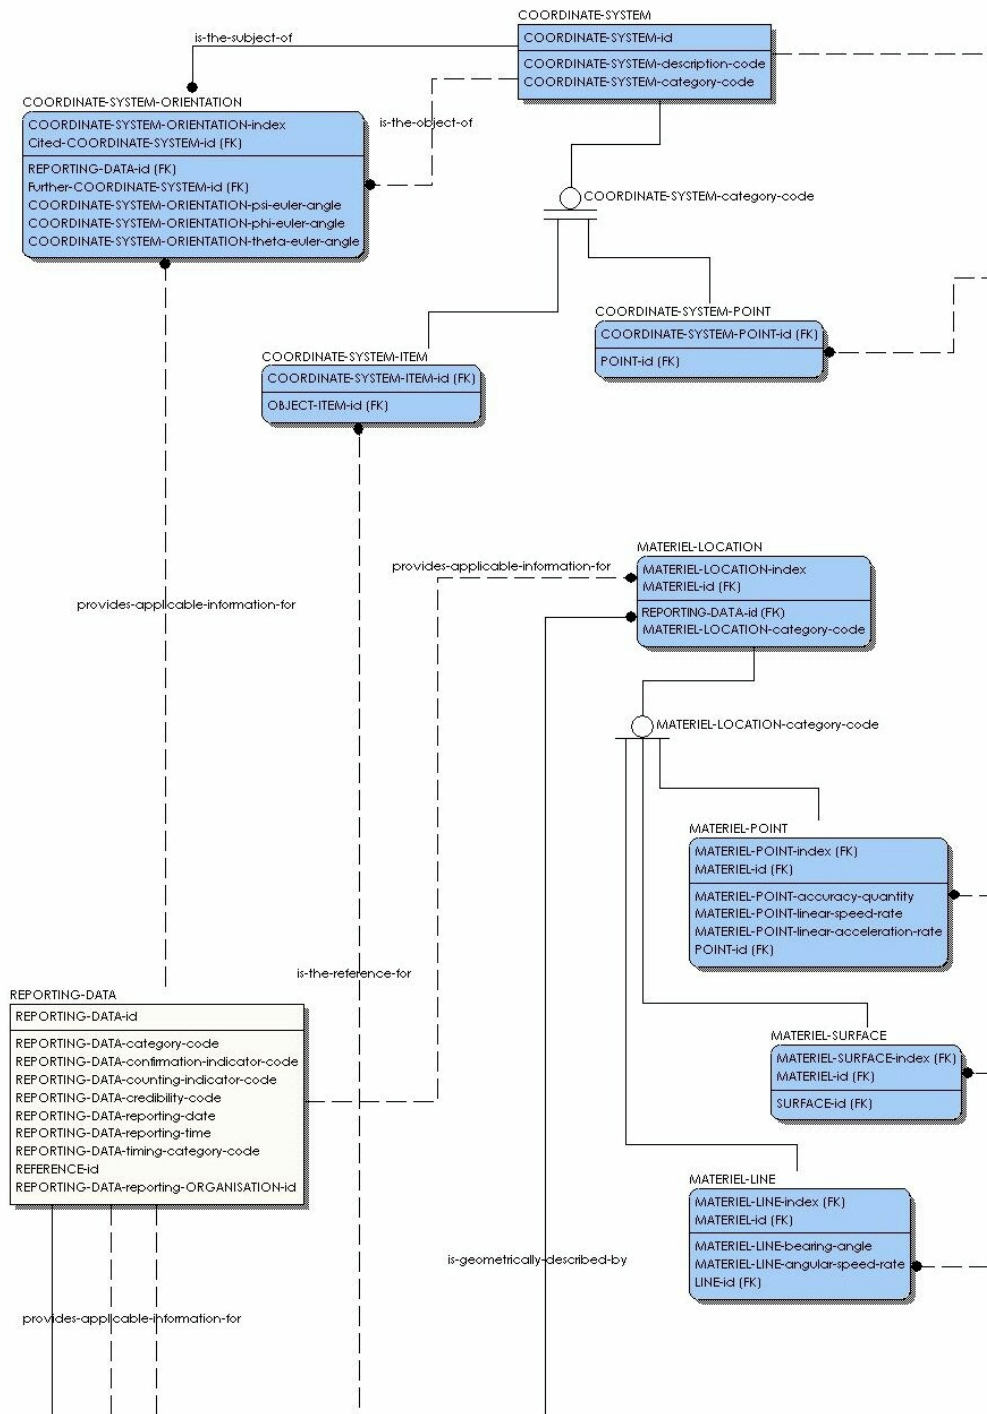 COORDINATE-SYSTEM
COORDINATE-SYSTEM-id
COORDINATE-SYSTEM-description-code
COORDINATE-SYSTEM-category-code
is-the-subject-of
is-the-object-of
COORDINATE-SYSTEM-ORIENTATION
COORDINATE-SYSTEM-ORIENTATION-index
Cited-COORDINATE-SYSTEM-id (FK)
REPORTING-DATA-id (FK)
Further-COORDINATE-SYSTEM-id (FK)
COORDINATE-SYSTEM-ORIENTATION-psi-euler-angle
COORDINATE-SYSTEM-ORIENTATION-phi-euler-angle
COORDINATE-SYSTEM-ORIENTATION-theta-euler-angle
COORDINATE-SYSTEM-category-code
COORDINATE-SYSTEM-POINT
COORDINATE-SYSTEM-POINT-id (FK)
POINT-id (FK)
COORDINATE-SYSTEM-ITEM
COORDINATE-SYSTEM-ITEM-id (FK)
OBJECT-ITEM-id (FK)
MATERIEL-LOCATION
MATERIEL-LOCATION-index
MATERIEL-id (FK)
REPORTING-DATA-id (FK)
MATERIEL-LOCATION-category-code
provides-applicable-information-for
provides-applicable-information-for
MATERIEL-LOCATION-category-code
MATERIEL-POINT
MATERIEL-POINT-index (FK)
MATERIEL-id (FK)
MATERIEL-POINT-accuracy-quantity
MATERIEL-POINT-linear-speed-rate
MATERIEL-POINT-linear-acceleration-rate
POINT-id (FK)
is-the-reference-for
REPORTING-DATA
REPORTING-DATA-id
REPORTING-DATA-category-code
REPORTING-DATA-confirmation-indicator-code
REPORTING-DATA-counting-indicator-code
REPORTING-DATA-credibility-code
REPORTING-DATA-reporting-date
REPORTING-DATA-reporting-time
REPORTING-DATA-timing-category-code
REFERENCE-id
REPORTING-DATA-reporting-ORGANISATION-id
MATERIEL-SURFACE
MATERIEL-SURFACE-index (FK)
MATERIEL-id (FK)
SURFACE-id (FK)
MATERIEL-LINE
MATERIEL-LINE-index (FK)
MATERIEL-id (FK)
MATERIEL-LINE-bearing-angle
MATERIEL-LINE-angular-speed-rate
LINE-id (FK)
is-geometrically-described-by
provides-applicable-information-for